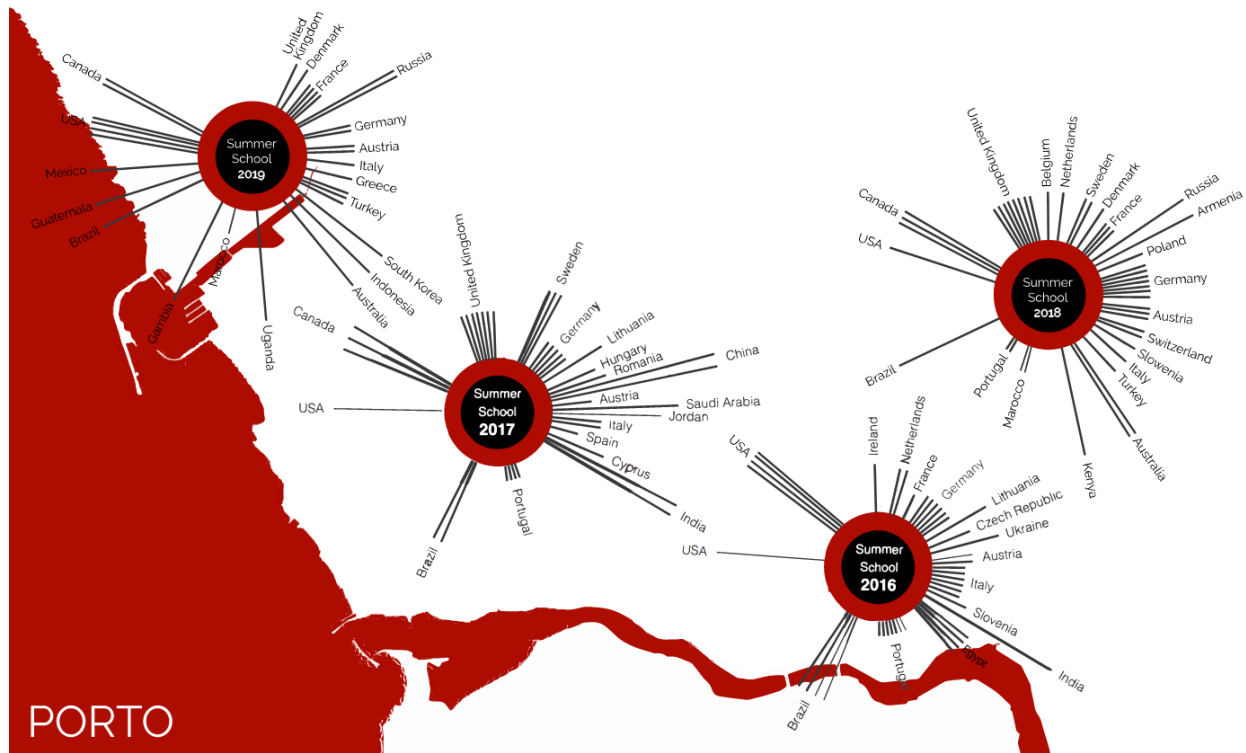 United
Kingdom
Denmark
France
Russia
Canada
USA
Mexico
Guatemala
Brazil
Gambia
Marocco
Uganda
Australia
Indonesia
South Korea
Turkey
Greece
Italy
Austria
Germany
Summer
School
2019
United Kingdom
Sweden
Germany
Lithuania
Hungary
Romania
China
Austria
Saudi Arabia
Jordan
Italy
Spain
Cyprus
India
Portugal
Brazil
USA
Canada
Summer
School
2017
United Kingdom
Belgium
Netherlands
Sweden
Denmark
France
Russia
Armenia
Poland
Germany
Austria
Switzerland
Slovenia
Italy
Turkey
Australia
Kenya
Marocco
Portugal
Brazil
USA
Canada
Summer
School
2018
USA
Ireland
Netherlands
France
Germany
Lithuania
Czech Republic
Ukraine
Austria
Italy
Slovenia
India
Egypt
Portugal
Brazil
USA
Summer
School
2016
PORTO